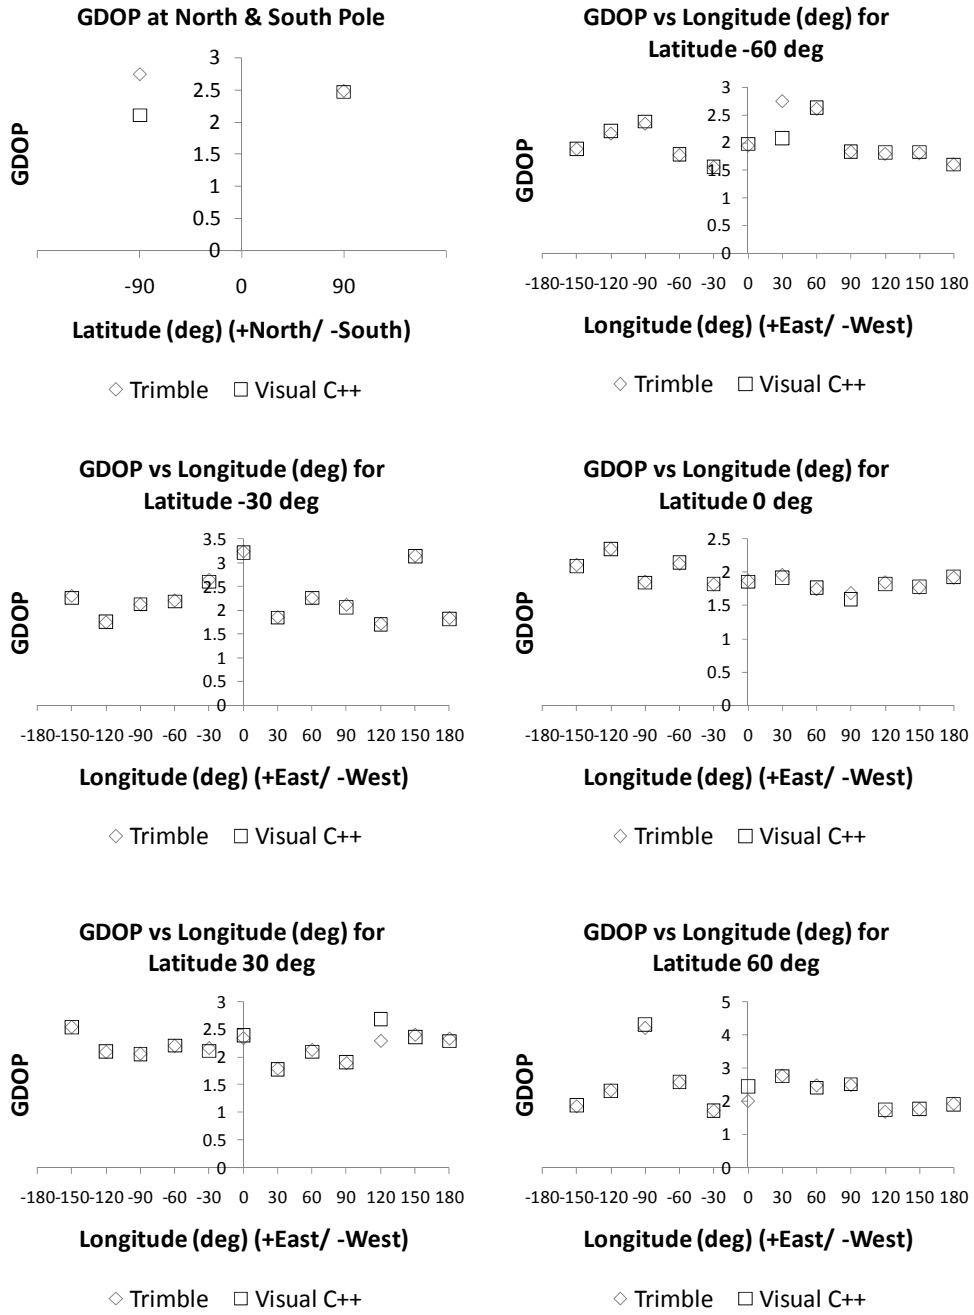 GDOP at North & South Pole
3
2.5
2
1.5
1
0.5
0
GDOP
-90 0 90
Latitude (deg) (+North/ -South)
Trimble Visual C++
GDOP vs Longitude (deg) for
Latitude -60 deg
3
2.5
2
1.5
1
0.5
0
GDOP
-180 -150 -120 -90 -60 -30 0 30 60 90 120 150 180
Longitude (deg) (+East/ -West)
Trimble Visual C++
GDOP vs Longitude (deg) for
Latitude -30 deg
3.5
3
2.5
2
1.5
1
0.5
0
GDOP
-180 -150 -120 -90 -60 -30 0 30 60 90 120 150 180
Longitude (deg) (+East/ -West)
Trimble Visual C++
GDOP vs Longitude (deg) for
Latitude 0 deg
2.5
2
1.5
1
0.5
0
GDOP
-180 -150 -120 -90 -60 -30 0 30 60 90 120 150 180
Longitude (deg) (+East/ -West)
Trimble Visual C++
GDOP vs Longitude (deg) for
Latitude 30 deg
3
2.5
2
1.5
1
0.5
0
GDOP
-180 -150 -120 -90 -60 -30 0 30 60 90 120 150 180
Longitude (deg) (+East/ -West)
Trimble Visual C++
GDOP vs Longitude (deg) for
Latitude 60 deg
5
4
3
2
1
0
GDOP
-180 -150 -120 -90 -60 -30 0 30 60 90 120 150 180
Longitude (deg) (+East/ -West)
Trimble Visual C++